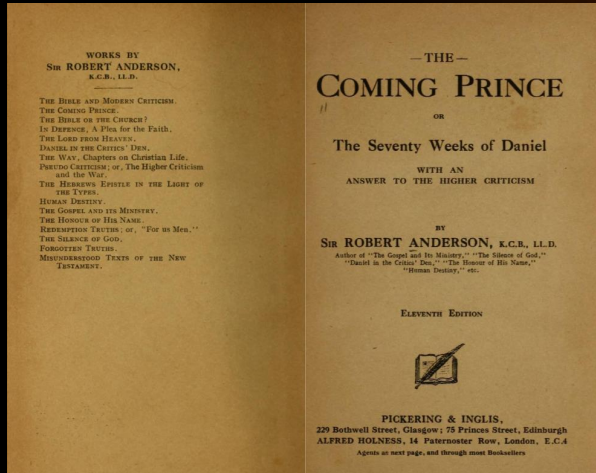 WORKS BY
SIR ROBERT ANDERSON,
K.C.B., LL.D.
THE BIBLE AND MODERN CRITICISM.
THE COMING PRINCE.
THE BIBLE OR THE CHURCH?
IN DEFENCE, A Plea for the Faith.
THE LORD FROM HEAVEN.
DANIEL IN THE CRITICS' DEN.
THE WAY, Chapters on Christian Life.
PSEUDO CRITICISM; or, The Higher Criticism
and the War.
THE HEBREWS EPISTLE IN THE LIGHT OF
THE TYPES.
HUMAN DESTINY.
THE GOSPEL AND ITS MINISTRY.
THE HONOUR OF HIS NAME.
REDEMPTION TRUTHS; or, "For us Men."
THE SILENCE OF GOD.
FORGOTTEN TRUTHS.
MISUNDERSTOOD TEXTS OF THE NEW
TESTAMENT.
—THE—
COMING PRINCE
OR
The Seventy Weeks of Daniel
WITH AN
ANSWER TO THE HIGHER CRITICISM
BY
SIR ROBERT ANDERSON, K.C.B., LL.D.
Author of "The Gospel and Its Ministry," "The Silence of God,"
"Daniel in the Critics' Den," "The Honour of His Name,"
"Human Destiny," etc.
ELEVENTH EDITION
PICKERING & INGLIS,
229 Bothwell Street, Glasgow; 75 Princes Street, Edinburgh
ALFRED HOLNESS, 14 Paternoster Row, London, E.C.4
Agents as next page, and through most Booksellers